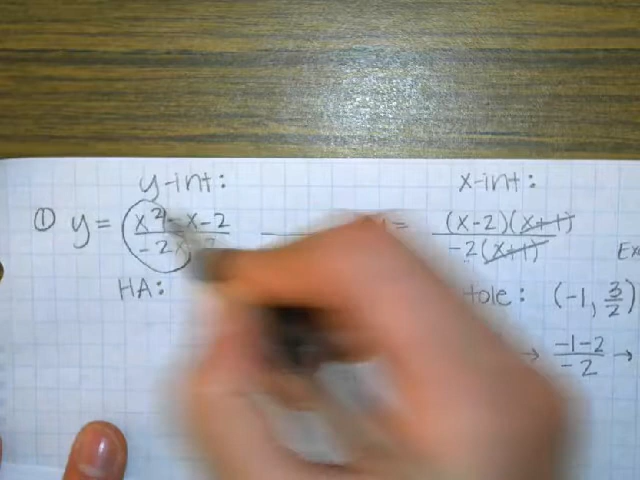 y-int: x-int:
① y = x²-x-2 / -2x = (x-2)(x+1) / -2(x+1)
HA: Hole: (-1, 3/2)
→ -1-2 / -2 →